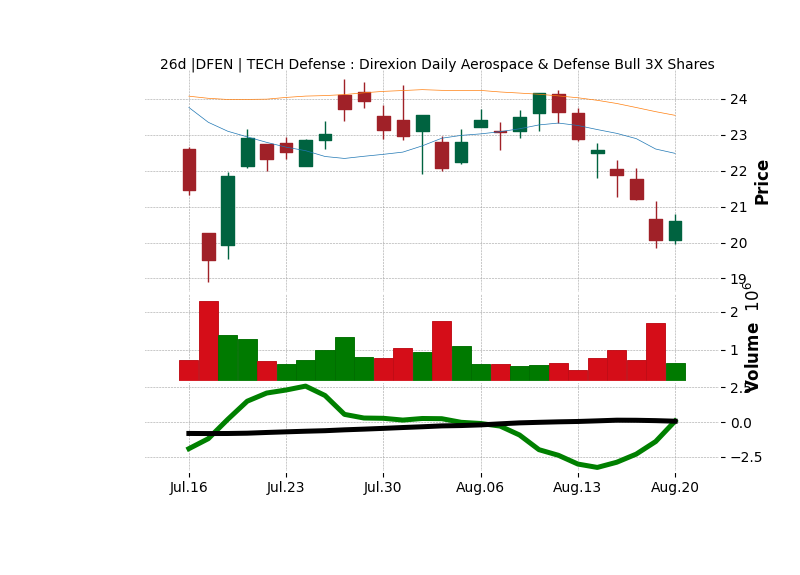 26d |DFEN | TECH Defense : Direxion Daily Aerospace & Defense Bull 3X Shares
24
23
22
21
20
19
Price
2
1
Volume 10^6
2.5
0.0
−2.5
Jul.16 Jul.23 Jul.30 Aug.06 Aug.13 Aug.20